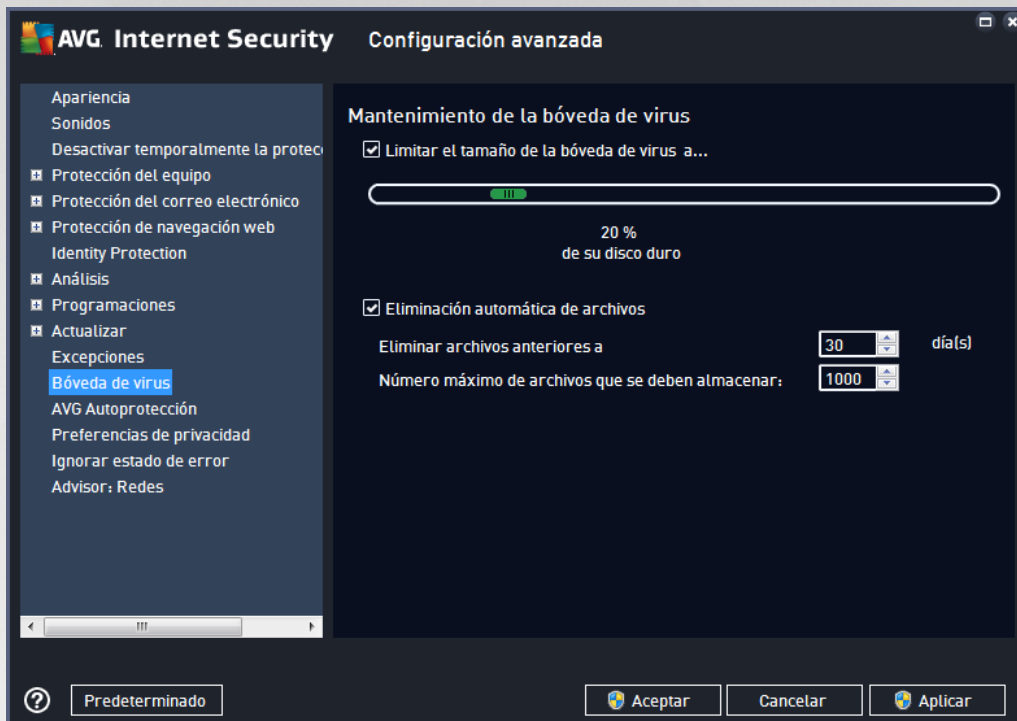 AVG Internet Security Configuración avanzada
Apariencia
Sonidos
Desactivar temporalmente la protec
Protección del equipo
Protección del correo electrónico
Protección de navegación web
Identity Protection
Análisis
Programaciones
Actualizar
Excepciones
Bóveda de virus
AVG Autoprotección
Preferencias de privacidad
Ignorar estado de error
Advisor: Redes
Mantenimiento de la bóveda de virus
Limitar el tamaño de la bóveda de virus a...
20 %
de su disco duro
Eliminación automática de archivos
Eliminar archivos anteriores a 30 día(s)
Número máximo de archivos que se deben almacenar: 1000
? Predeterminado Aceptar Cancelar Aplicar